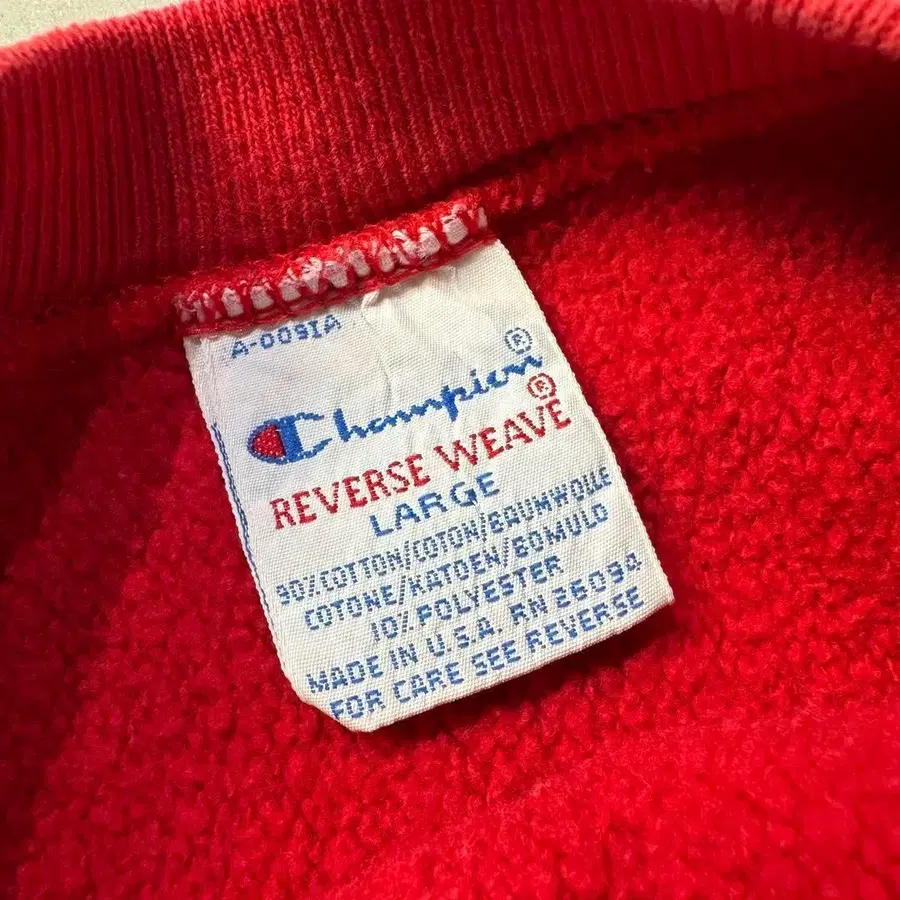 A-0091A
Champion®
REVERSE WEAVE®
LARGE
90% COTTON/COTON/BAUMWOLLE
COTONE/KATOEN/BOMULD
10% POLYESTER
MADE IN U.S.A. RN 26094
FOR CARE SEE REVERSE